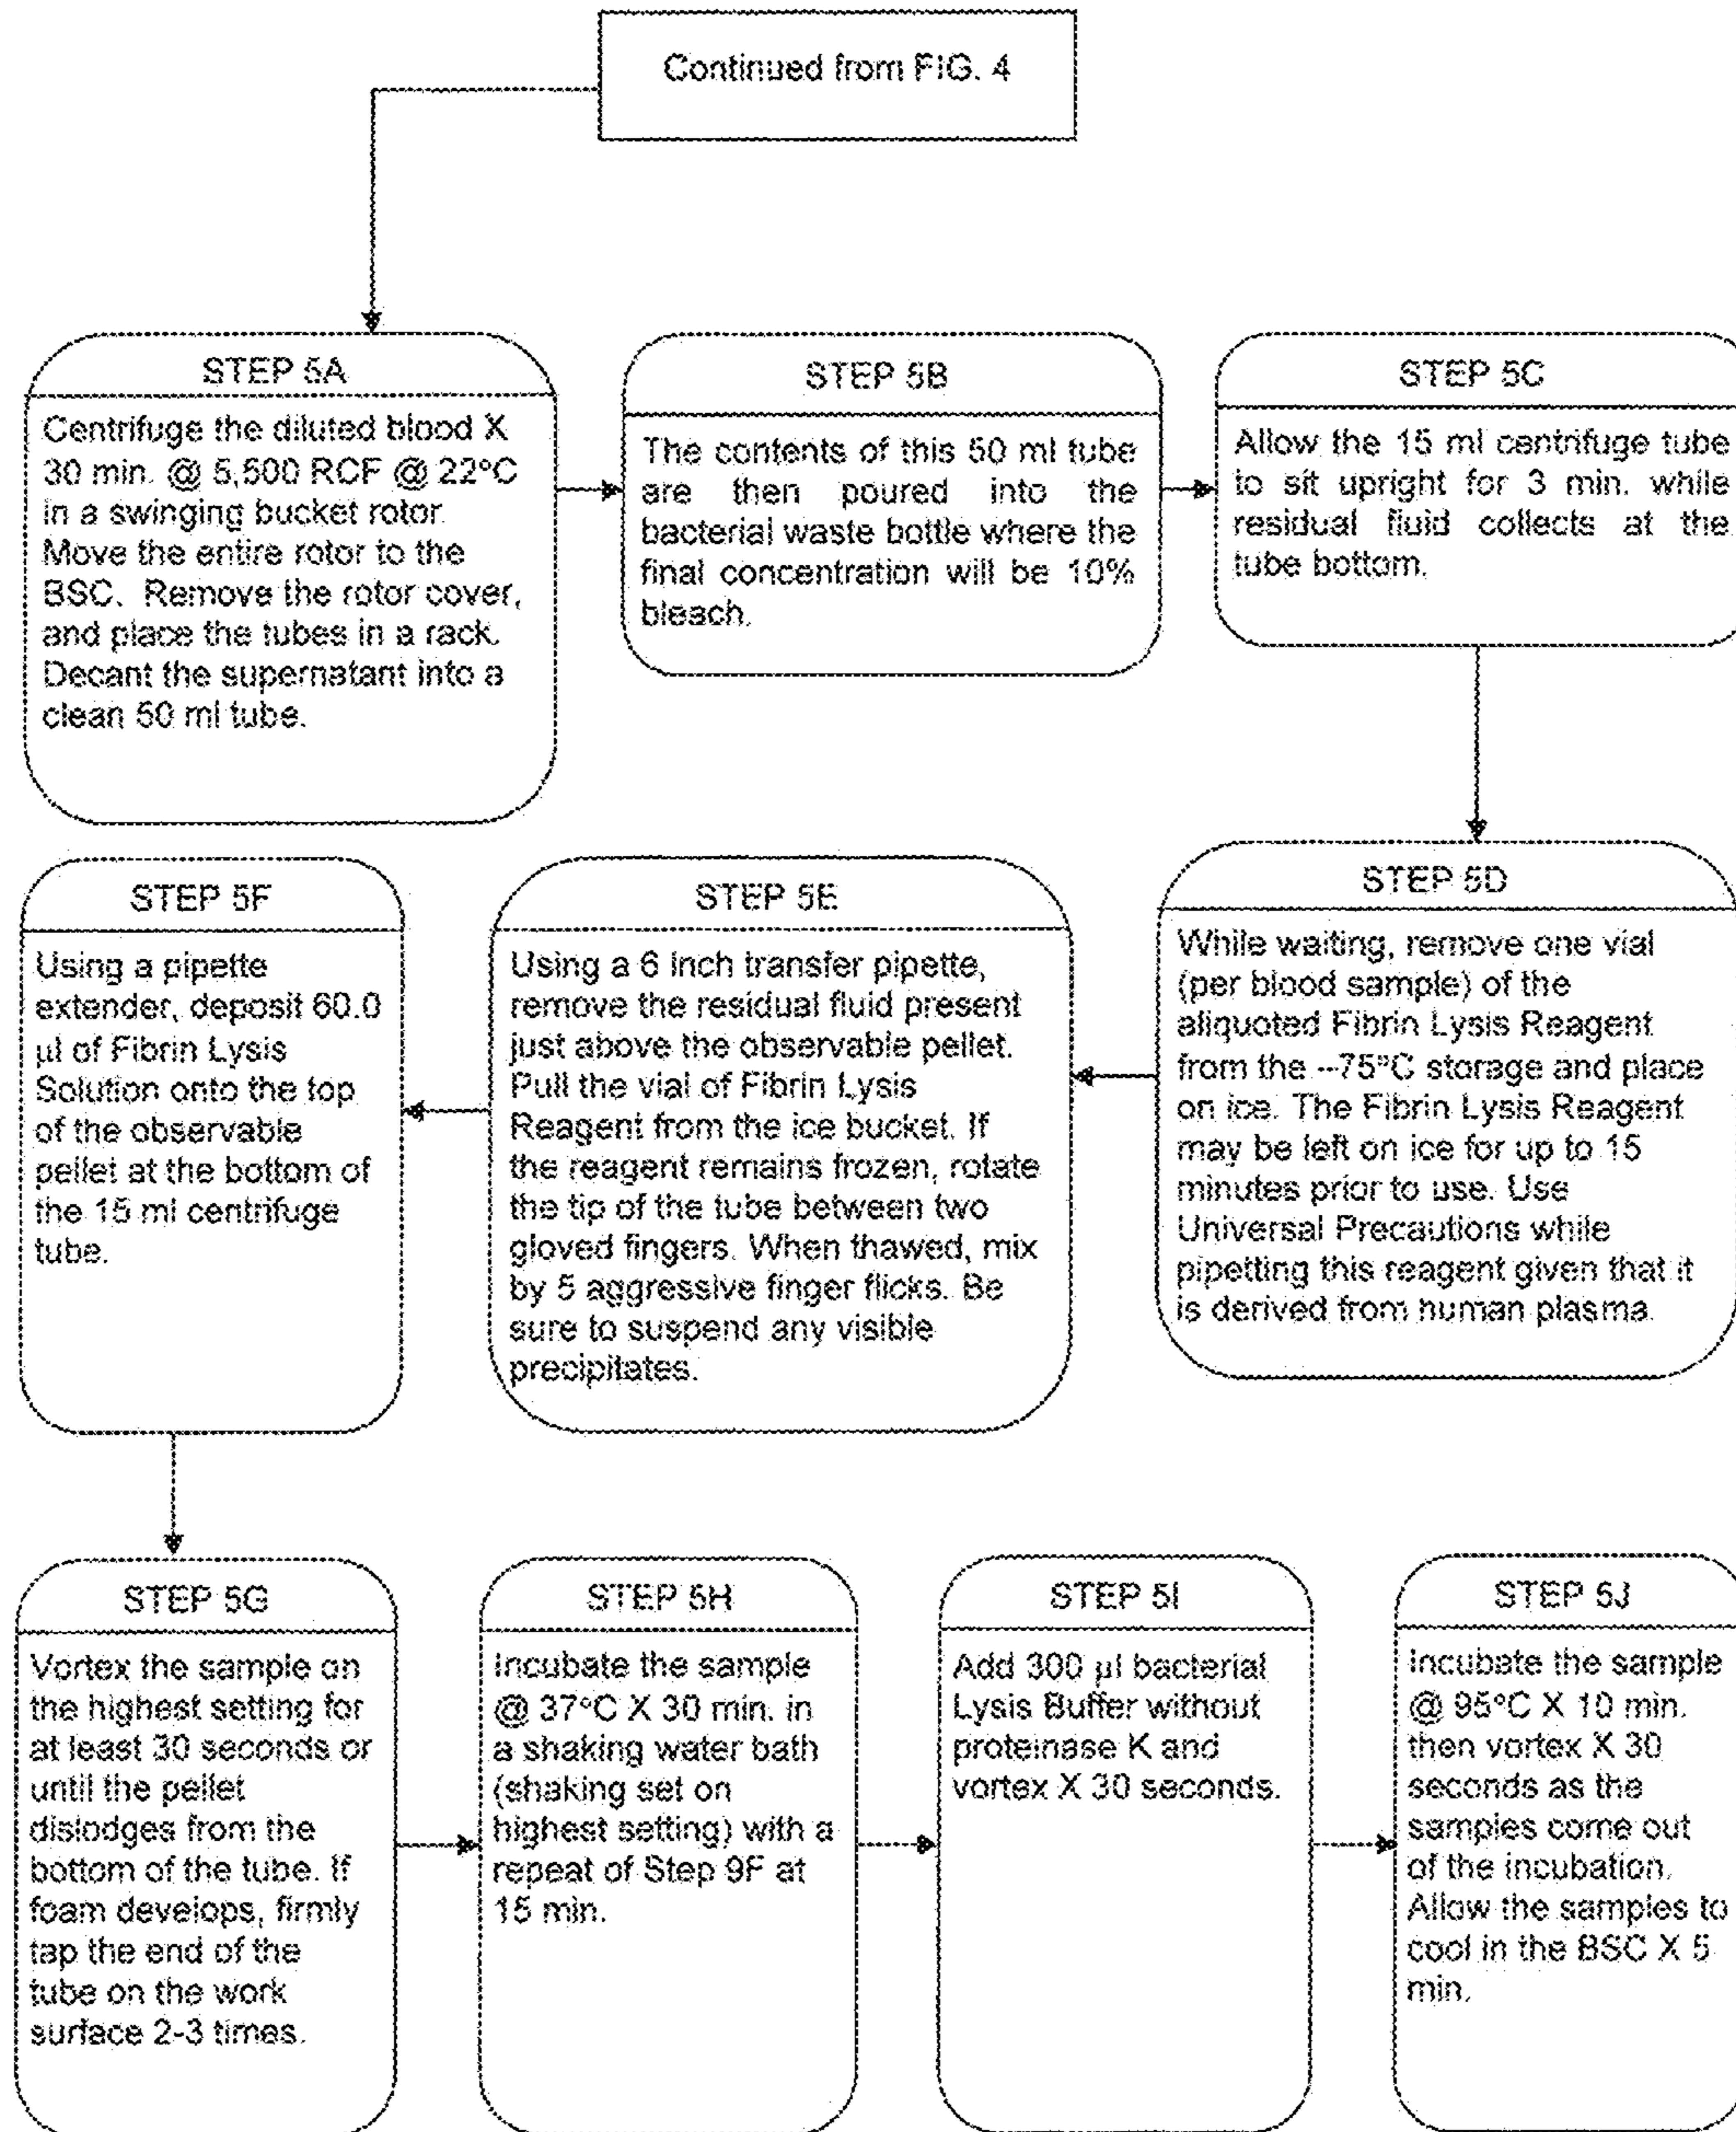 Continued from FIG. 4
STEP 5A
Centrifuge the diluted blood X
30 min. @ 5,500 RCF @ 22°C
in a swinging bucket rotor.
Move the entire rotor to the
BSC. Remove the rotor cover,
and place the tubes in a rack.
Decant the supernatant into a
clean 50 ml tube.
STEP 5B
The contents of this 50 ml tube
are then poured into the
bacterial waste bottle where the
final concentration will be 10%
bleach.
STEP 5C
Allow the 15 ml centrifuge tube
to sit upright for 3 min. while
residual fluid collects at the
tube bottom.
STEP 5D
While waiting, remove one vial
(per blood sample) of the
aliquoted Fibrin Lysis Reagent
from the --75°C storage and place
on ice. The Fibrin Lysis Reagent
may be left on ice for up to 15
minutes prior to use. Use
Universal Precautions while
pipetting this reagent given that it
is derived from human plasma.
STEP 5E
Using a 6 inch transfer pipette,
remove the residual fluid present
just above the observable pellet.
Pull the vial of Fibrin Lysis
Reagent from the ice bucket. If
the reagent remains frozen, rotate
the tip of the tube between two
gloved fingers. When thawed, mix
by 5 aggressive finger flicks. Be
sure to suspend any visible
precipitates.
STEP 5F
Using a pipette
extender, deposit 60.0
µl of Fibrin Lysis
Solution onto the top
of the observable
pellet at the bottom of
the 15 ml centrifuge
tube.
STEP 5G
Vortex the sample on
the highest setting for
at least 30 seconds or
until the pellet
dislodges from the
bottom of the tube. If
foam develops, firmly
tap the end of the
tube on the work
surface 2-3 times.
STEP 5H
Incubate the sample
@ 37°C X 30 min. in
a shaking water bath
(shaking set on
highest setting) with a
repeat of Step 9F at
15 min.
STEP 5I
Add 300 µl bacterial
Lysis Buffer without
proteinase K and
vortex X 30 seconds.
STEP 5J
Incubate the sample
@ 95°C X 10 min.
then vortex X 30
seconds as the
samples come out
of the incubation.
Allow the samples to
cool in the BSC X 5
min.